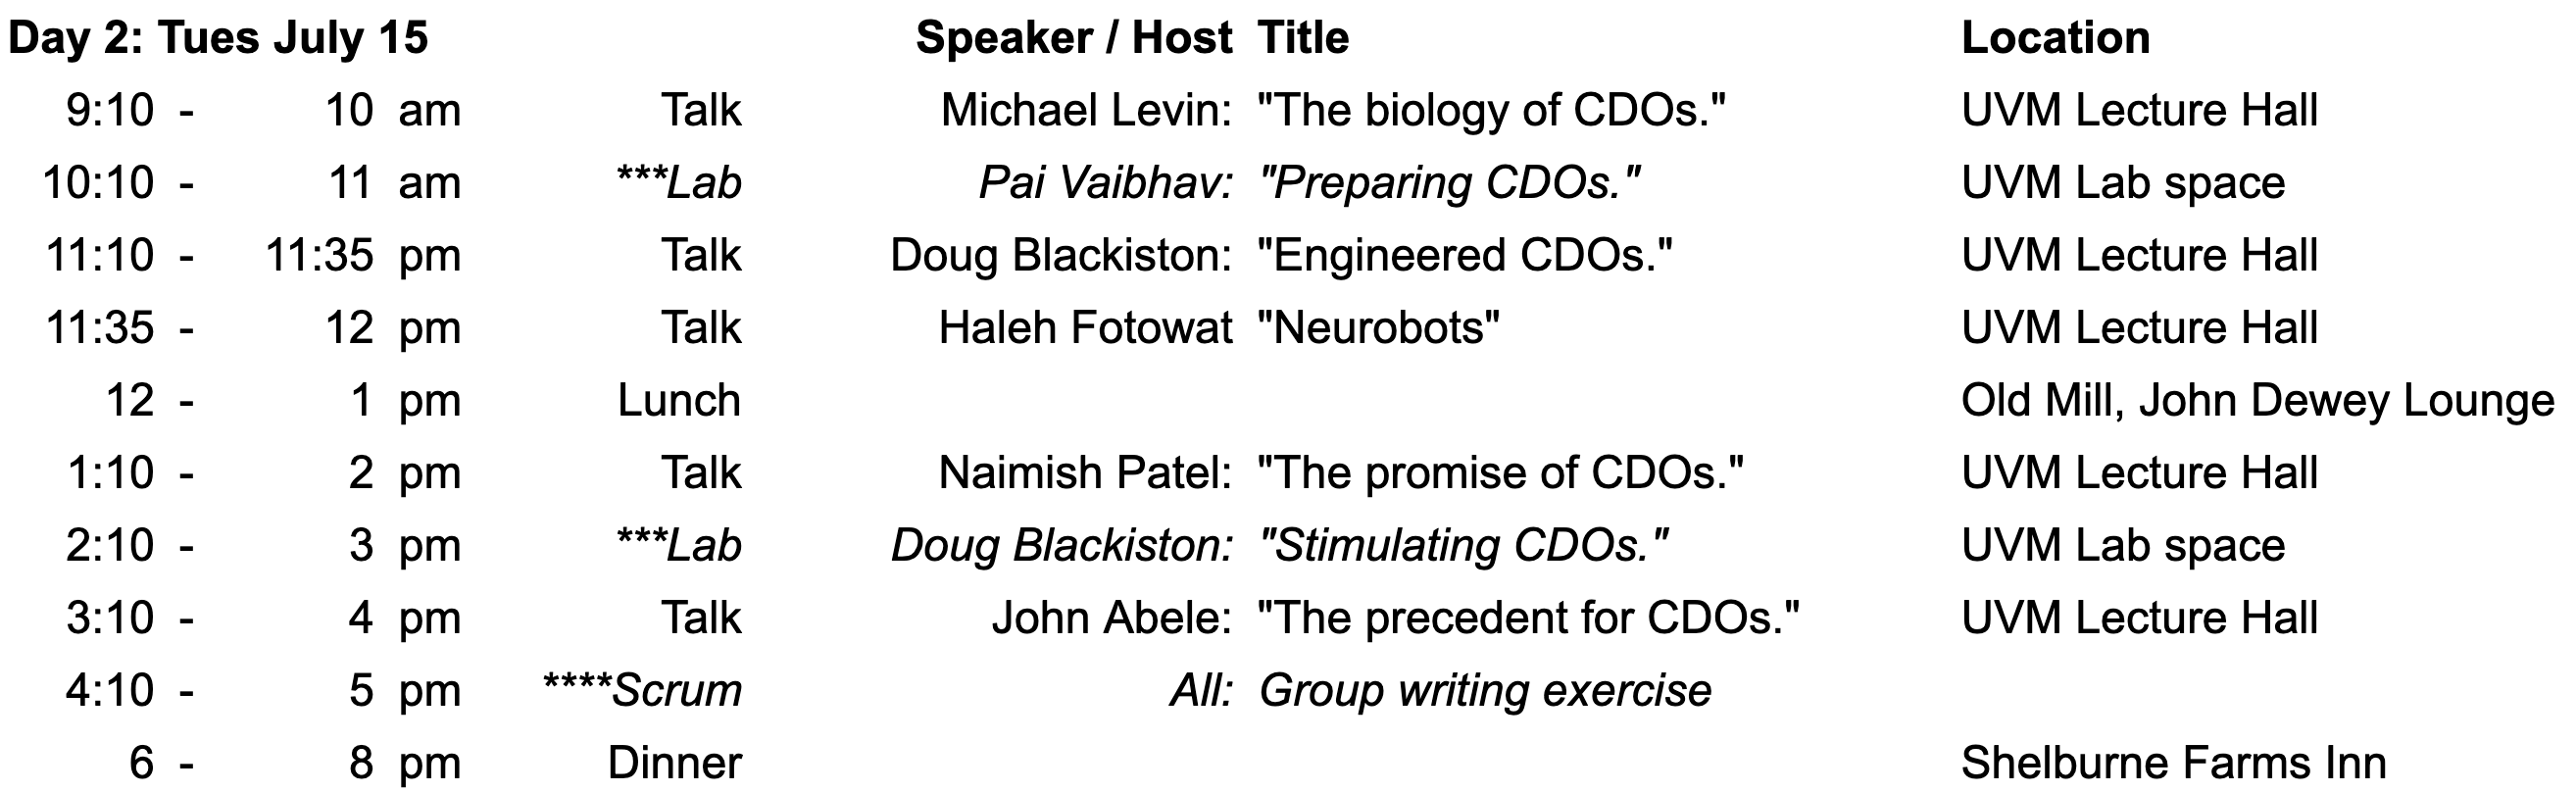 Day 2: Tues July 15 Speaker / Host Title Location
9:10 - 10 am Talk Michael Levin: "The biology of CDOs." UVM Lecture Hall
10:10 - 11 am ***Lab Pai Vaibhav: "Preparing CDOs." UVM Lab space
11:10 - 11:35 pm Talk Doug Blackiston: "Engineered CDOs." UVM Lecture Hall
11:35 - 12 pm Talk Haleh Fotowat "Neurobots" UVM Lecture Hall
12 - 1 pm Lunch Old Mill, John Dewey Lounge
1:10 - 2 pm Talk Naimish Patel: "The promise of CDOs." UVM Lecture Hall
2:10 - 3 pm ***Lab Doug Blackiston: "Stimulating CDOs." UVM Lab space
3:10 - 4 pm Talk John Abele: "The precedent for CDOs." UVM Lecture Hall
4:10 - 5 pm ****Scrum All: Group writing exercise
6 - 8 pm Dinner Shelburne Farms Inn